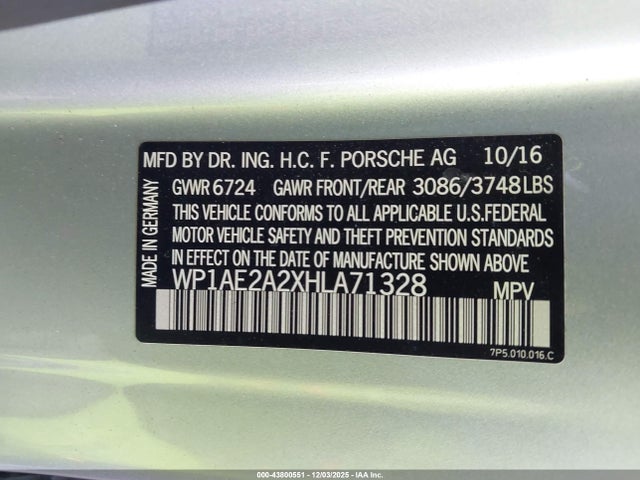 MFD BY DR. ING. H.C. F. PORSCHE AG 10/16
GVWR 6724 GAWR FRONT/REAR 3086/3748LBS
THIS VEHICLE CONFORMS TO ALL APPLICABLE U.S.FEDERAL
MOTOR VEHICLE SAFETY AND THEFT PREVENTION STANDARDS
IN EFFECT ON THE DATE OF MANUFACTURE SHOWN ABOVE.
WP1AE2A2XHLA71328 MPV
MADE IN GERMANY
7P5.010.016.C
000-43800551 - 12/03/2025 - IAA Inc.